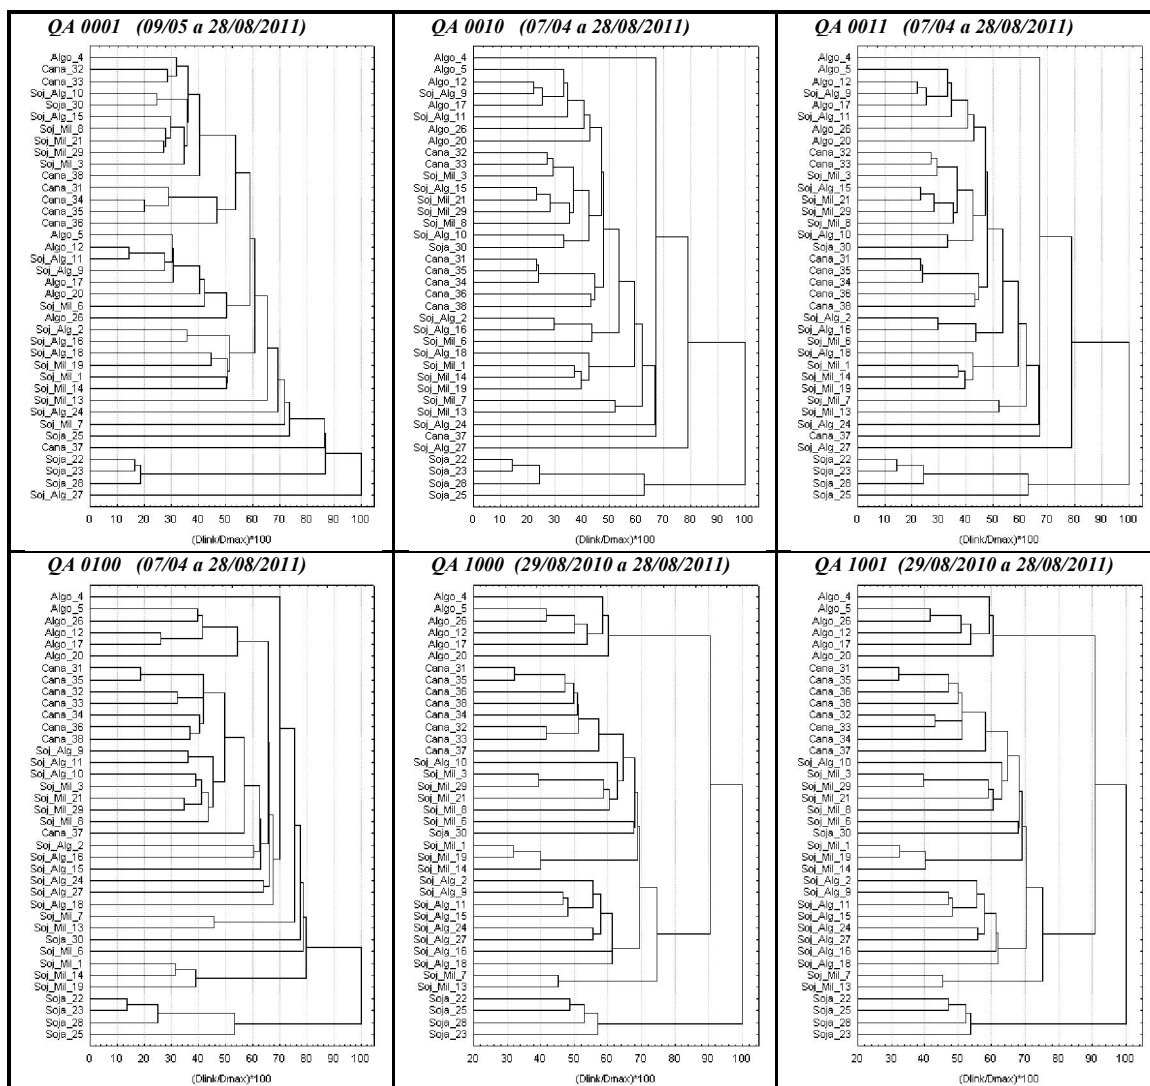 QA 0001 (09/05 a 28/08/2011)
Algo_4
Cana_32
Cana_33
Soj_Alg_10
Soja_30
Soj_Alg_15
Soj_Mil_8
Soj_Mil_21
Soj_Mil_29
Soj_Mil_3
Cana_38
Cana_31
Cana_34
Cana_35
Cana_36
Algo_5
Algo_12
Soj_Alg_11
Soj_Alg_9
Algo_17
Algo_20
Soj_Mil_6
Algo_26
Soj_Alg_2
Soj_Alg_16
Soj_Alg_18
Soj_Mil_19
Soj_Mil_1
Soj_Mil_14
Soj_Mil_13
Soj_Alg_24
Soj_Mil_7
Soja_25
Cana_37
Soja_22
Soja_23
Soja_28
Soj_Alg_27
0 10 20 30 40 50 60 70 80 90 100
(Dlink/Dmax)*100
QA 0010 (07/04 a 28/08/2011)
Algo_4
Algo_5
Algo_12
Soj_Alg_9
Algo_17
Soj_Alg_11
Algo_26
Algo_20
Cana_32
Cana_33
Soj_Mil_3
Soj_Alg_15
Soj_Mil_21
Soj_Mil_29
Soj_Mil_8
Soj_Alg_10
Soja_30
Cana_31
Cana_35
Cana_34
Cana_36
Cana_38
Soj_Alg_2
Soj_Alg_16
Soj_Mil_6
Soj_Alg_18
Soj_Mil_1
Soj_Mil_14
Soj_Mil_19
Soj_Mil_7
Soj_Mil_13
Soj_Alg_24
Cana_37
Soj_Alg_27
Soja_22
Soja_23
Soja_28
Soja_25
0 10 20 30 40 50 60 70 80 90 100
(Dlink/Dmax)*100
QA 0011 (07/04 a 28/08/2011)
Algo_4
Algo_5
Algo_12
Soj_Alg_9
Algo_17
Soj_Alg_11
Algo_26
Algo_20
Cana_32
Cana_33
Soj_Mil_3
Soj_Alg_15
Soj_Mil_21
Soj_Mil_29
Soj_Mil_8
Soj_Alg_10
Soja_30
Cana_31
Cana_35
Cana_34
Cana_36
Cana_38
Soj_Alg_2
Soj_Alg_16
Soj_Mil_6
Soj_Alg_18
Soj_Mil_1
Soj_Mil_14
Soj_Mil_19
Soj_Mil_7
Soj_Mil_13
Soj_Alg_24
Cana_37
Soj_Alg_27
Soja_22
Soja_23
Soja_28
Soja_25
0 10 20 30 40 50 60 70 80 90 100
(Dlink/Dmax)*100
QA 0100 (07/04 a 28/08/2011)
Algo_4
Algo_5
Algo_26
Algo_12
Algo_17
Algo_20
Cana_31
Cana_35
Cana_32
Cana_33
Cana_34
Cana_36
Cana_38
Soj_Alg_9
Soj_Alg_11
Soj_Alg_10
Soj_Mil_3
Soj_Mil_21
Soj_Mil_29
Soj_Mil_8
Cana_37
Soj_Alg_2
Soj_Alg_16
Soj_Alg_15
Soj_Alg_24
Soj_Alg_27
Soj_Alg_18
Soj_Mil_7
Soj_Mil_13
Soja_30
Soj_Mil_6
Soj_Mil_1
Soj_Mil_14
Soj_Mil_19
Soja_22
Soja_23
Soja_28
Soja_25
0 10 20 30 40 50 60 70 80 90 100
(Dlink/Dmax)*100
QA 1000 (29/08/2010 a 28/08/2011)
Algo_4
Algo_5
Algo_26
Algo_12
Algo_17
Algo_20
Cana_31
Cana_35
Cana_36
Cana_38
Cana_34
Cana_32
Cana_33
Cana_37
Soj_Alg_10
Soj_Mil_3
Soj_Mil_29
Soj_Mil_21
Soj_Mil_8
Soj_Mil_6
Soja_30
Soj_Mil_1
Soj_Mil_19
Soj_Mil_14
Soj_Alg_2
Soj_Alg_9
Soj_Alg_11
Soj_Alg_15
Soj_Alg_24
Soj_Alg_27
Soj_Alg_16
Soj_Alg_18
Soj_Mil_7
Soj_Mil_13
Soja_22
Soja_25
Soja_28
Soja_23
20 30 40 50 60 70 80 90 100
(Dlink/Dmax)*100
QA 1001 (29/08/2010 a 28/08/2011)
Algo_4
Algo_5
Algo_26
Algo_12
Algo_17
Algo_20
Cana_31
Cana_35
Cana_36
Cana_38
Cana_32
Cana_33
Cana_34
Cana_37
Soj_Alg_10
Soj_Mil_3
Soj_Mil_29
Soj_Mil_21
Soj_Mil_8
Soj_Mil_6
Soja_30
Soj_Mil_1
Soj_Mil_19
Soj_Mil_14
Soj_Alg_2
Soj_Alg_9
Soj_Alg_11
Soj_Alg_15
Soj_Alg_24
Soj_Alg_27
Soj_Alg_16
Soj_Alg_18
Soj_Mil_7
Soj_Mil_13
Soja_22
Soja_25
Soja_28
Soja_23
20 30 40 50 60 70 80 90 100
(Dlink/Dmax)*100